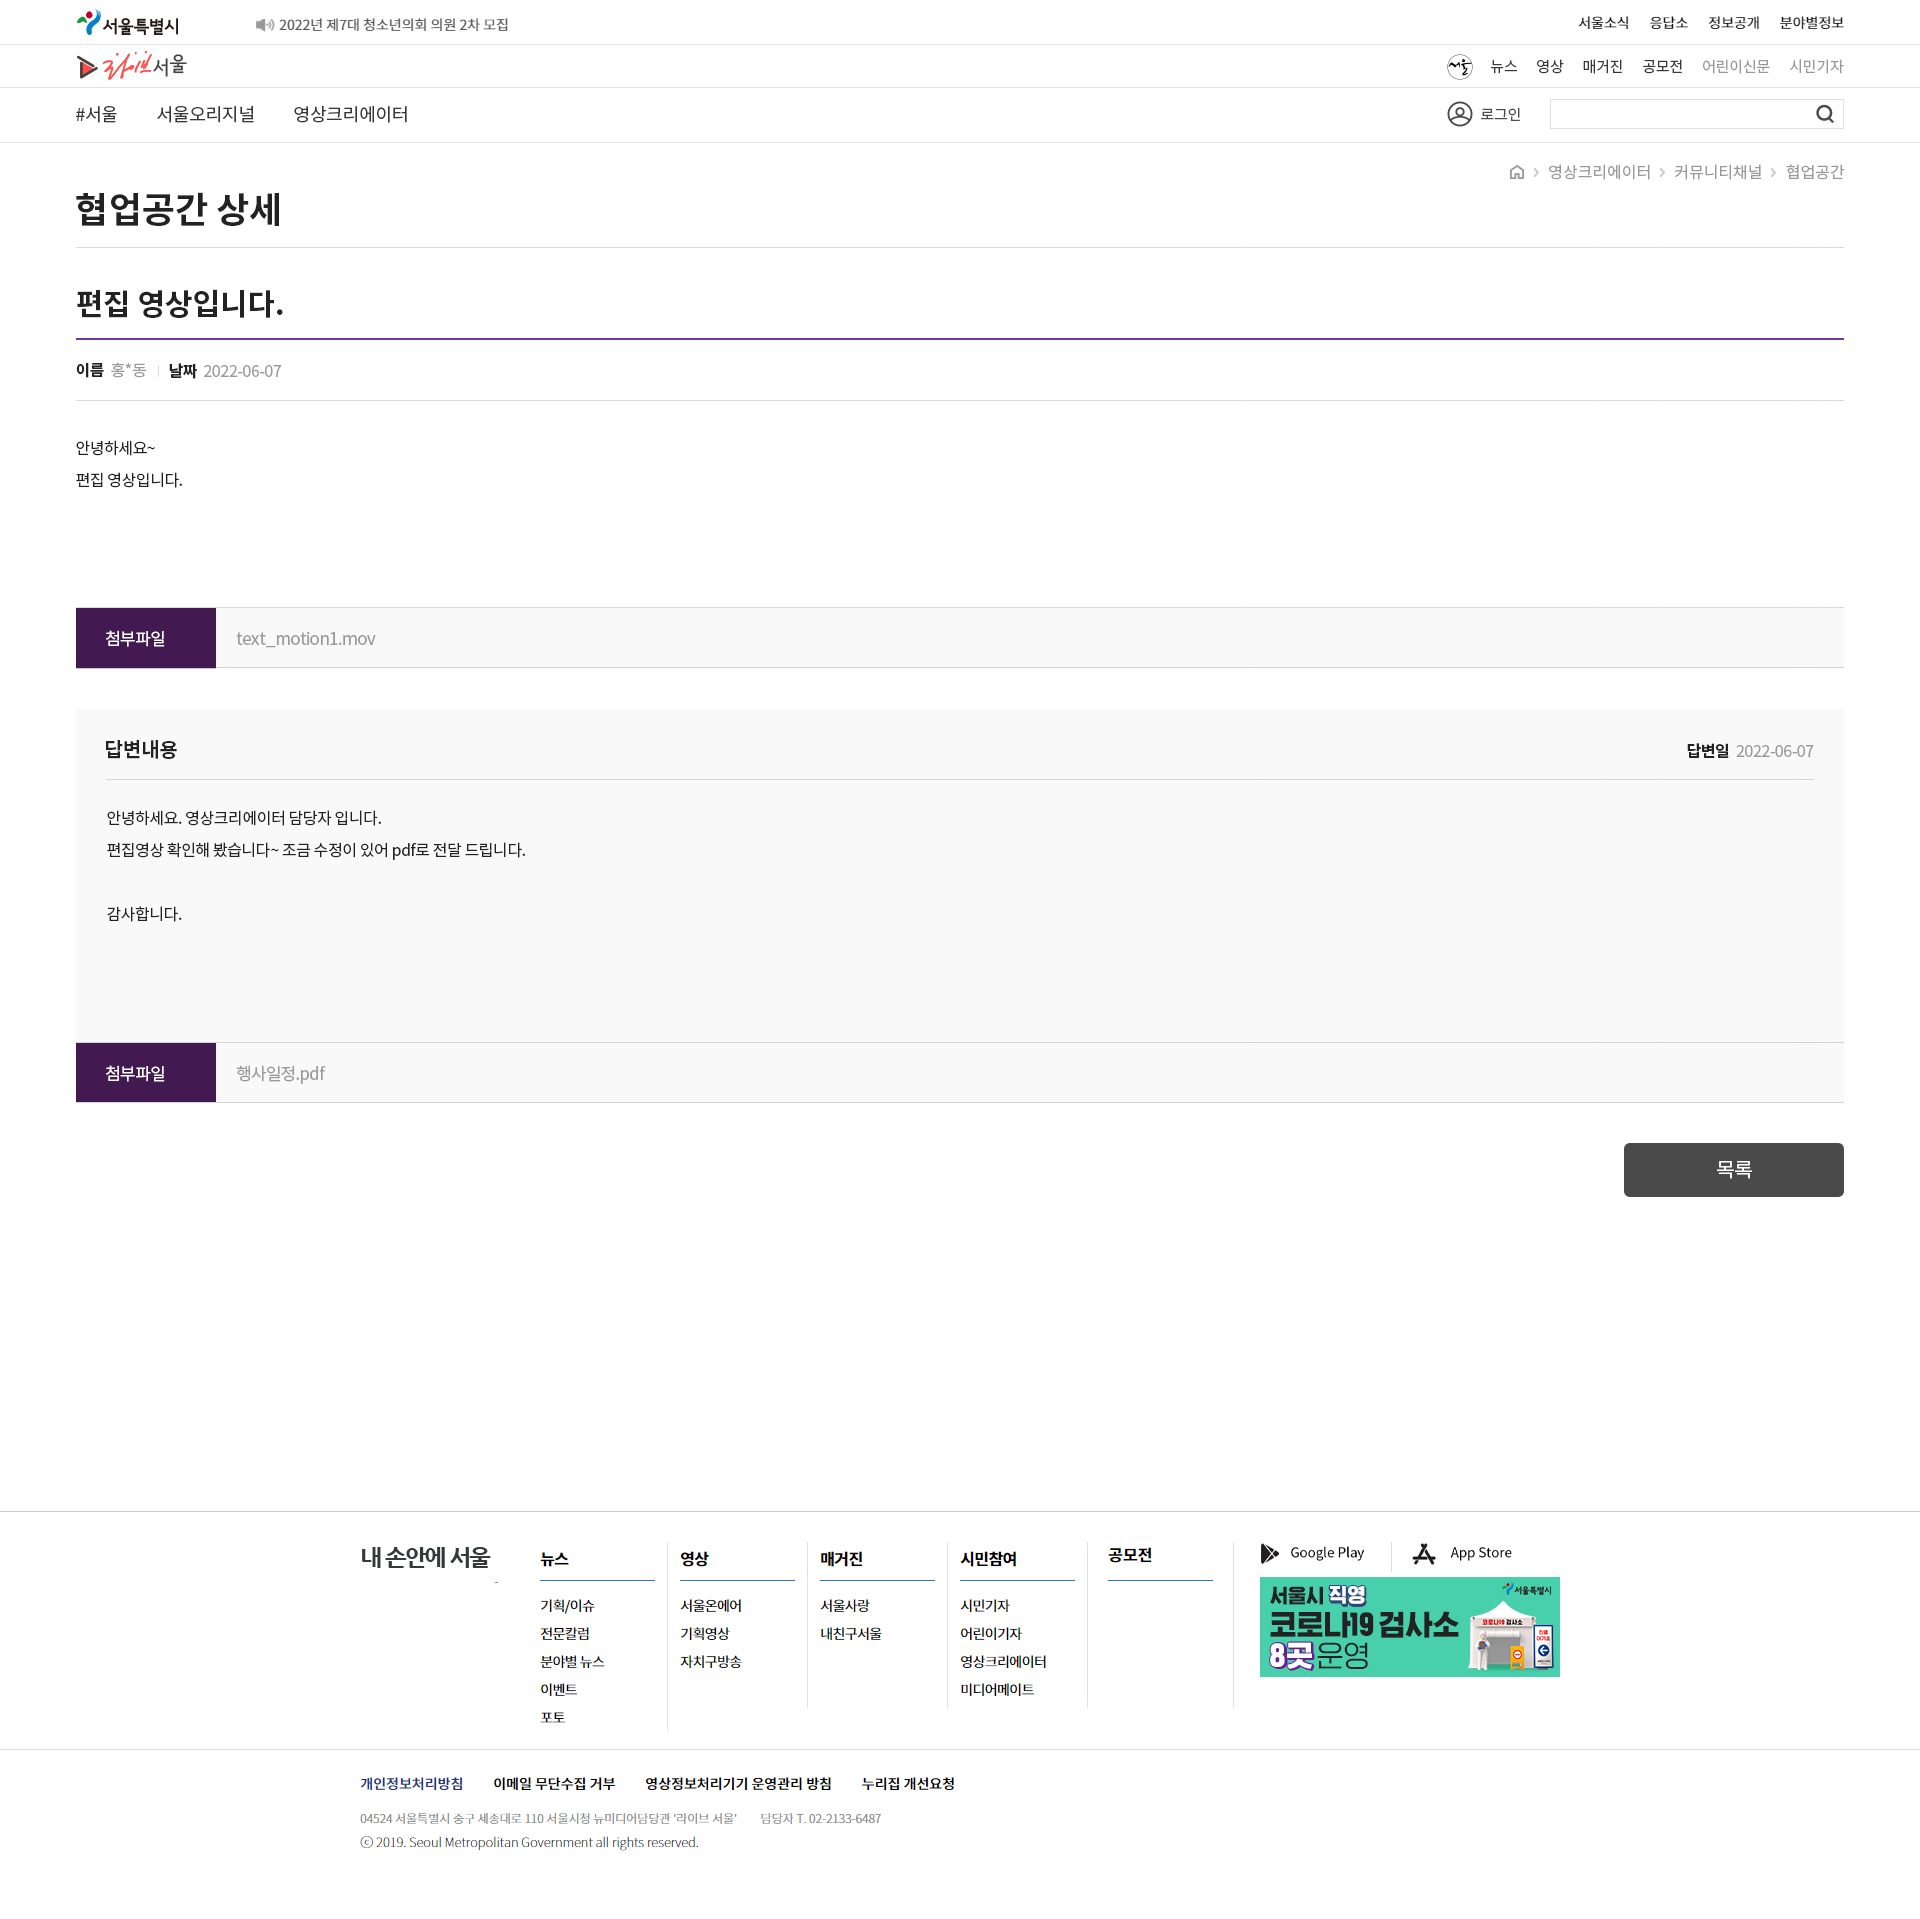 서울특별시
2022년 제7대 청소년의회 의원 2차 모집
서울소식 응답소 정보공개 분야별정보
라이브서울
서울 뉴스 영상 매거진 공모전 어린이신문 시민기자
#서울 서울오리지널 영상크리에이터
로그인
영상크리에이터 > 커뮤니티채널 > 협업공간
협업공간 상세
편집 영상입니다.
이름 홍*동 날짜 2022-06-07
안녕하세요~
편집 영상입니다.
첨부파일 text_motion1.mov
답변내용 답변일 2022-06-07
안녕하세요. 영상크리에이터 담당자 입니다.
편집영상 확인해 봤습니다~ 조금 수정이 있어 pdf로 전달 드립니다.
감사합니다.
첨부파일 행사일정.pdf
목록
내 손안에 서울
뉴스
기획/이슈
전문칼럼
분야별 뉴스
이벤트
포토
영상
서울온에어
기획영상
자치구방송
매거진
서울사랑
내친구서울
시민참여
시민기자
어린이기자
영상크리에이터
미디어메이트
공모전
Google Play App Store
서울특별시
서울시 직영
코로나19 검사소
8곳운영
코로나19 검사소
개인정보처리방침 이메일 무단수집 거부 영상정보처리기기 운영관리 방침 누리집 개선요청
04524 서울특별시 중구 세종대로 110 서울시청 뉴미디어담당관 '라이브 서울' 담당자 T. 02-2133-6487
ⓒ 2019. Seoul Metropolitan Government all rights reserved.